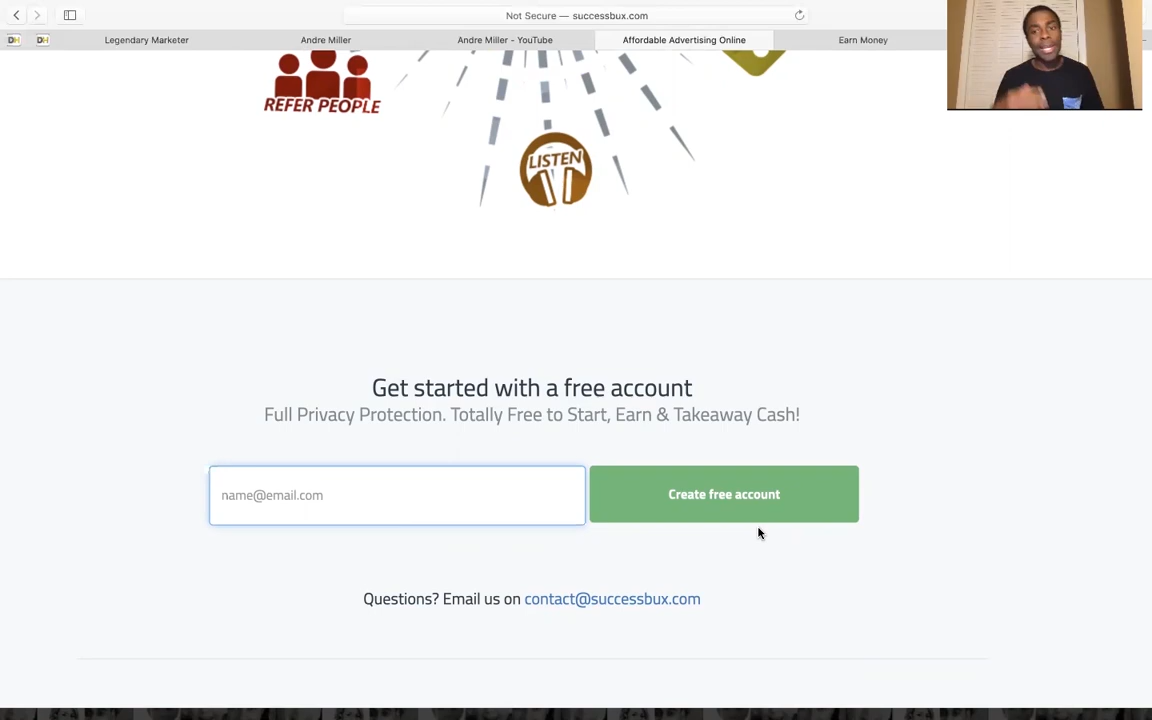 Not Secure — successbux.com
DH
DH
Legendary Marketer
Andre Miller
Andre Miller - YouTube
Affordable Advertising Online
Earn Money
REFER PEOPLE
LISTEN
Get started with a free account
Full Privacy Protection. Totally Free to Start, Earn & Takeaway Cash!
name@email.com
Create free account
Questions? Email us on contact@successbux.com